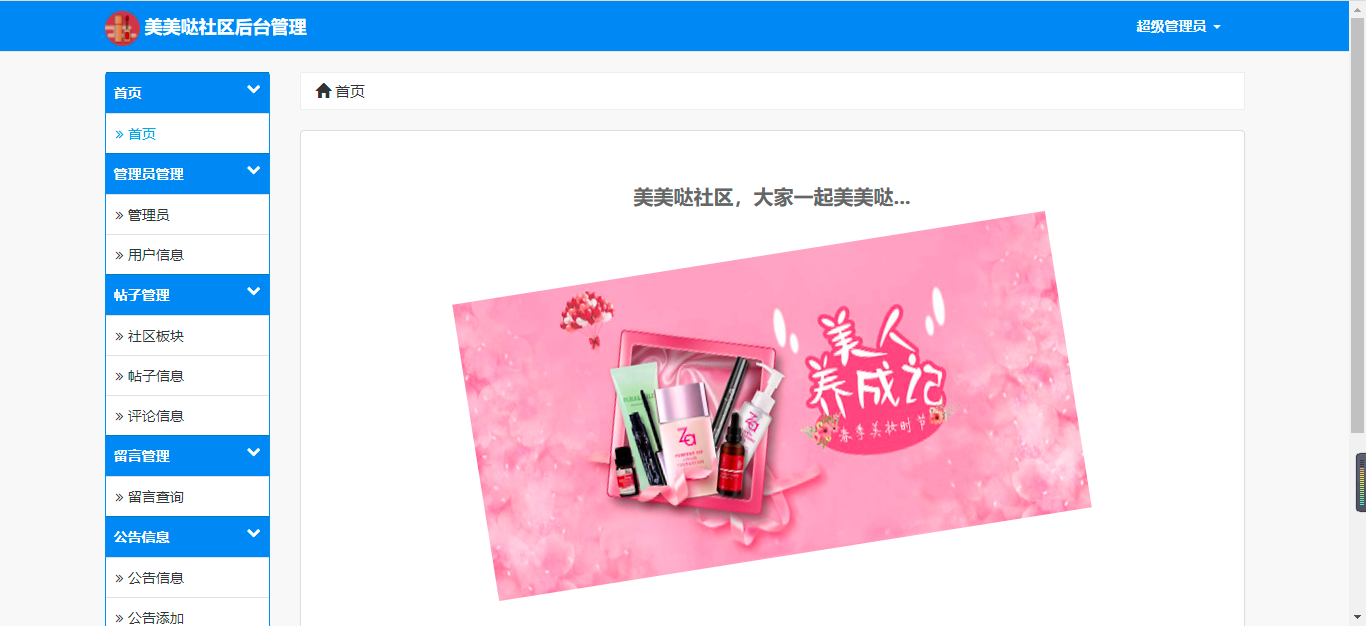 美美哒社区后台管理
超级管理员
首页
» 首页
管理员管理
» 管理员
» 用户信息
帖子管理
» 社区板块
» 帖子信息
» 评论信息
留言管理
» 留言查询
公告信息
» 公告信息
» 公告添加
首页
美美哒社区，大家一起美美哒...
美人
养成记
春季美妆时节
Za
Za